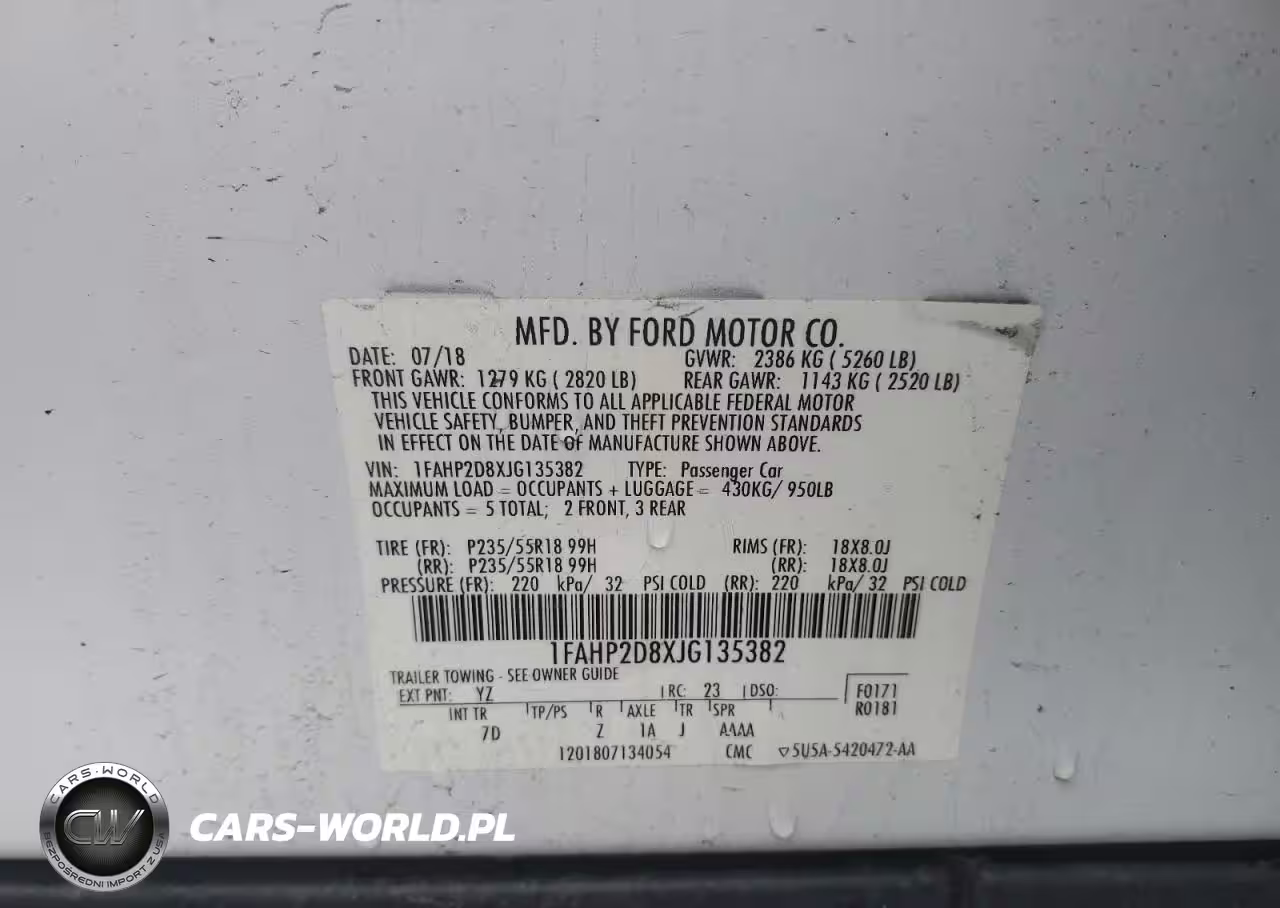 MFD. BY FORD MOTOR CO.
DATE: 07/18 GVWR: 2386 KG ( 5260 LB)
FRONT GAWR: 1279 KG ( 2820 LB) REAR GAWR: 1143 KG ( 2520 LB)
THIS VEHICLE CONFORMS TO ALL APPLICABLE FEDERAL MOTOR
VEHICLE SAFETY, BUMPER, AND THEFT PREVENTION STANDARDS
IN EFFECT ON THE DATE OF MANUFACTURE SHOWN ABOVE.
VIN: 1FAHP2D8XJG135382 TYPE: Passenger Car
MAXIMUM LOAD = OCCUPANTS + LUGGAGE = 430KG/ 950LB
OCCUPANTS = 5 TOTAL; 2 FRONT, 3 REAR
TIRE (FR): P235/55R18 99H RIMS (FR): 18X8.0J
(RR): P235/55R18 99H (RR): 18X8.0J
PRESSURE (FR): 220 kPa/ 32 PSI COLD (RR): 220 kPa/ 32 PSI COLD
1FAHP2D8XJG135382
TRAILER TOWING - SEE OWNER GUIDE
EXT PNT: YZ RC: 23 DSO: F0171
R0181
INT TR TP/PS R AXLE TR SPR
7D Z 1A J AAAA
1201807134054 CMC 5U5A-5420472-AA
CARS-WORLD
CW
BEZPOŚREDNI IMPORT Z USA
CARS-WORLD.PL